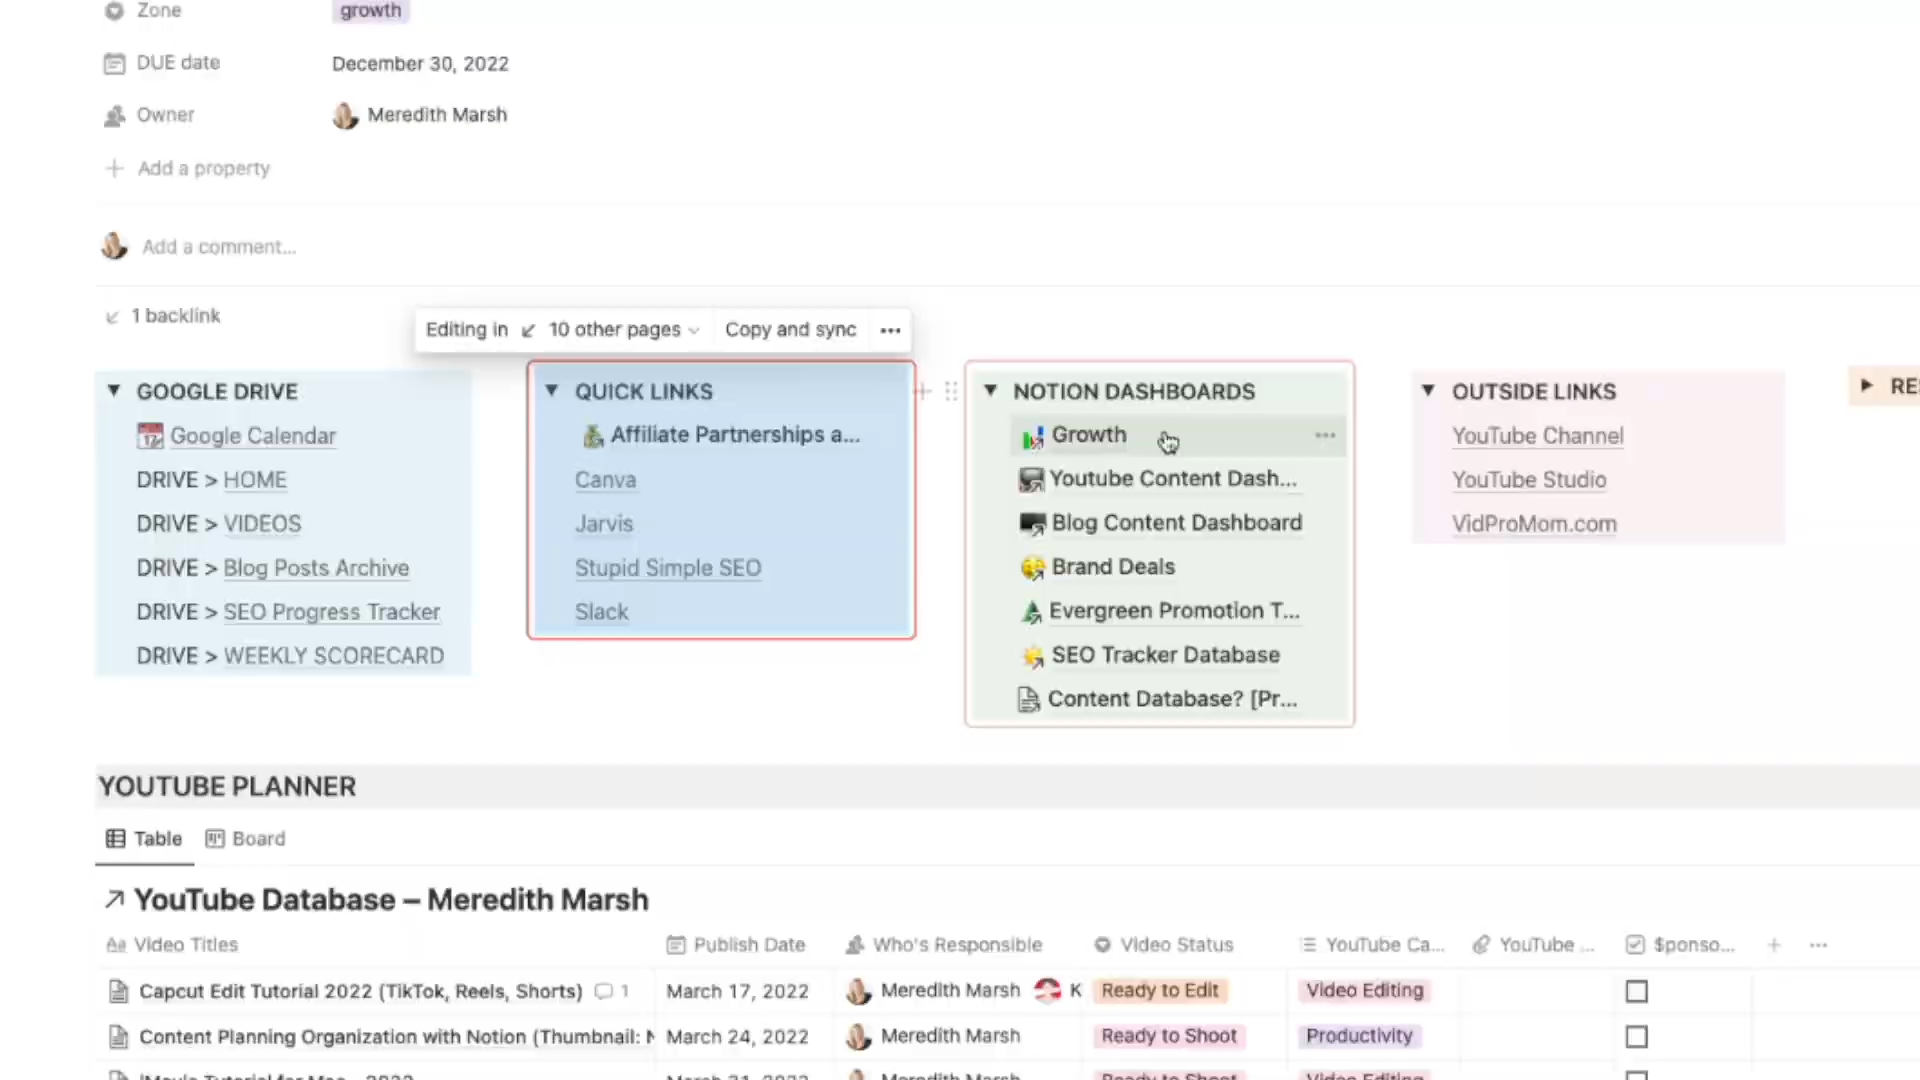 Zone growth
DUE date December 30, 2022
Owner Meredith Marsh
Add a property
Add a comment...
1 backlink
Editing in 10 other pages Copy and sync
GOOGLE DRIVE
Google Calendar
DRIVE > HOME
DRIVE > VIDEOS
DRIVE > Blog Posts Archive
DRIVE > SEO Progress Tracker
DRIVE > WEEKLY SCORECARD
QUICK LINKS
Affiliate Partnerships a...
Canva
Jarvis
Stupid Simple SEO
Slack
NOTION DASHBOARDS
Growth
Youtube Content Dash...
Blog Content Dashboard
Brand Deals
Evergreen Promotion T...
SEO Tracker Database
Content Database? [Pr...
OUTSIDE LINKS
YouTube Channel
YouTube Studio
VidProMom.com
YOUTUBE PLANNER
Table Board
YouTube Database – Meredith Marsh
Aa Video Titles Publish Date Who's Responsible Video Status YouTube Ca... YouTube ... $ponso...
Capcut Edit Tutorial 2022 (TikTok, Reels, Shorts) 1 March 17, 2022 Meredith Marsh K Ready to Edit Video Editing
Content Planning Organization with Notion (Thumbnail: March 24, 2022 Meredith Marsh Ready to Shoot Productivity